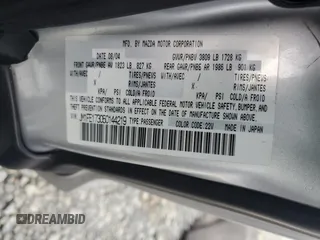 MFD. BY MAZDA MOTOR CORPORATION
DATE 08/04 GVWR/PNBV 3809 LB 1728 KG
FRONT GAWR/PNBE AV 1823 LB 827 KG REAR GAWR/PNBE AR 1986 LB 901 KG
WITH/AVEC TIRES/PNEUS WITH/AVEC TIRES/PNEUS
RIMS/JANTES RIMS/JANTES
KPA / PSI COLD/A FROID KPA / PSI COLD/A FROID
THIS VEHICLE CONFORMS TO ALL APPLICABLE FEDERAL MOTOR VEHICLE SAFETY, BUMPER, AND
THEFT PREVENTION STANDARDS IN EFFECT ON THE DATE OF MANUFACTURE SHOWN ABOVE.
TYPE PASSENGER COLOR CODE: 22V
DREAMBID